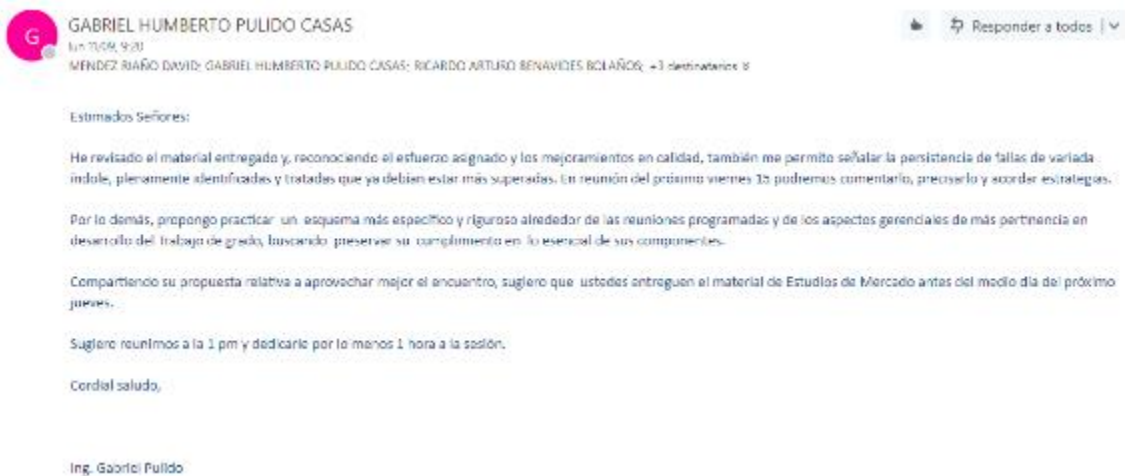 G
GABRIEL HUMBERTO PULIDO CASAS
lun 11/09, 9:20
MENDEZ RIAÑO DAVID; GABRIEL HUMBERTO PULIDO CASAS; RICARDO ARTURO BENAVIDES BOLAÑOS; +3 destinatarios
Responder a todos
Estimados Señores:
He revisado el material entregado y, reconociendo el esfuerzo asignado y los mejoramientos en calidad, también me permito señalar la persistencia de fallas de variada
índole, plenamente identificadas y tratadas que ya debían estar más superadas. En reunión del próximo viernes 15 podremos comentarlo, precisarlo y acordar estrategias.
Por lo demás, propongo practicar un esquema más específico y riguroso alrededor de las reuniones programadas y de los aspectos gerenciales de más pertinencia en
desarrollo del trabajo de grado, buscando preservar su cumplimiento en lo esencial de sus componentes.
Compartiendo su propuesta relativa a aprovechar mejor el encuentro, sugiero que ustedes entreguen el material de Estudios de Mercado antes del medio día del próximo
jueves.
Sugiero reunirnos a la 1 pm y dedicarle por lo menos 1 hora a la sesión.
Cordial saludo,
Ing. Gabriel Pulido